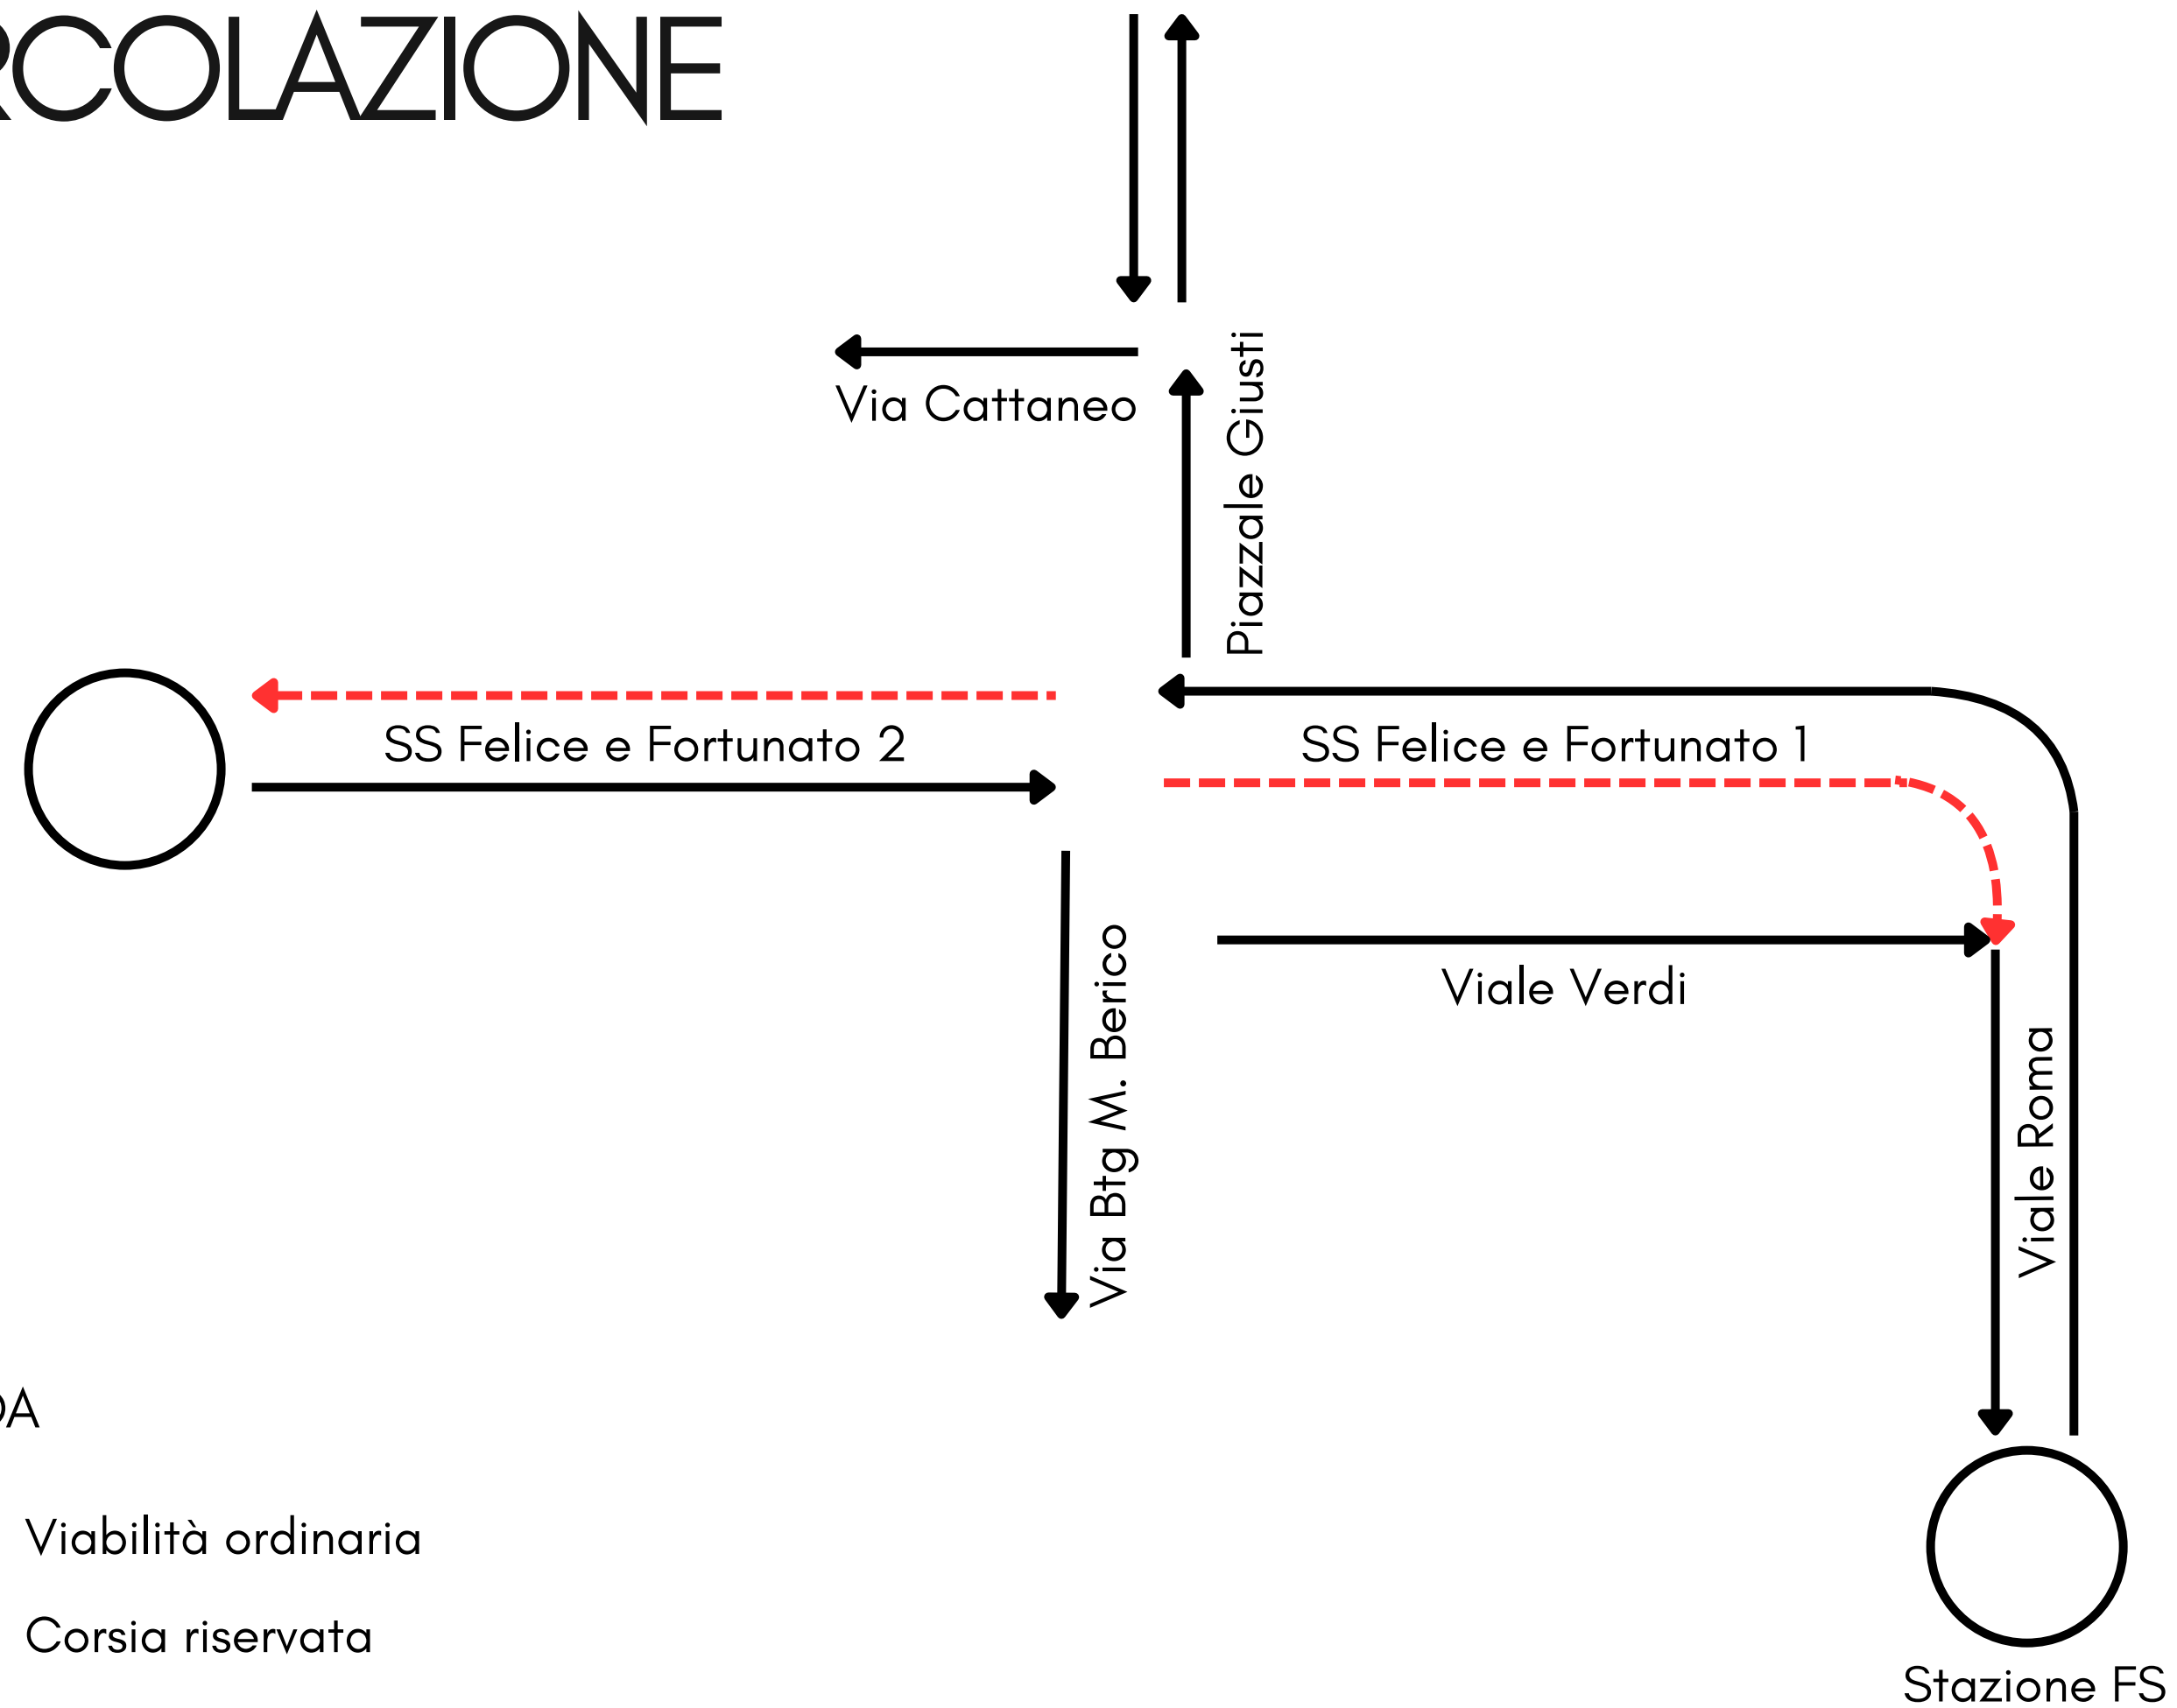 RCOLAZIONE
Via Cattaneo
Piazzale Giusti
SS Felice e Fortunato 2
SS Felice e Fortunato 1
Via Btg M. Berico
Viale Verdi
Viale Roma
DA
Viabilità ordinaria
Corsia riservata
Stazione FS